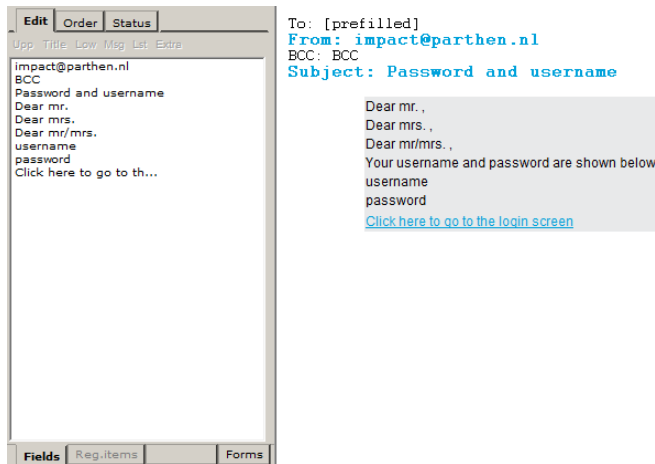 Edit Order Status
Upp Title Low Msg Lst Extra
impact@parthen.nl
BCC
Password and username
Dear mr.
Dear mrs.
Dear mr/mrs.
username
password
Click here to go to th...
Fields Reg.items Forms
To: [prefilled]
From: impact@parthen.nl
BCC: BCC
Subject: Password and username
Dear mr. ,
Dear mrs. ,
Dear mr/mrs. ,
Your username and password are shown below
username
password
Click here to go to the login screen